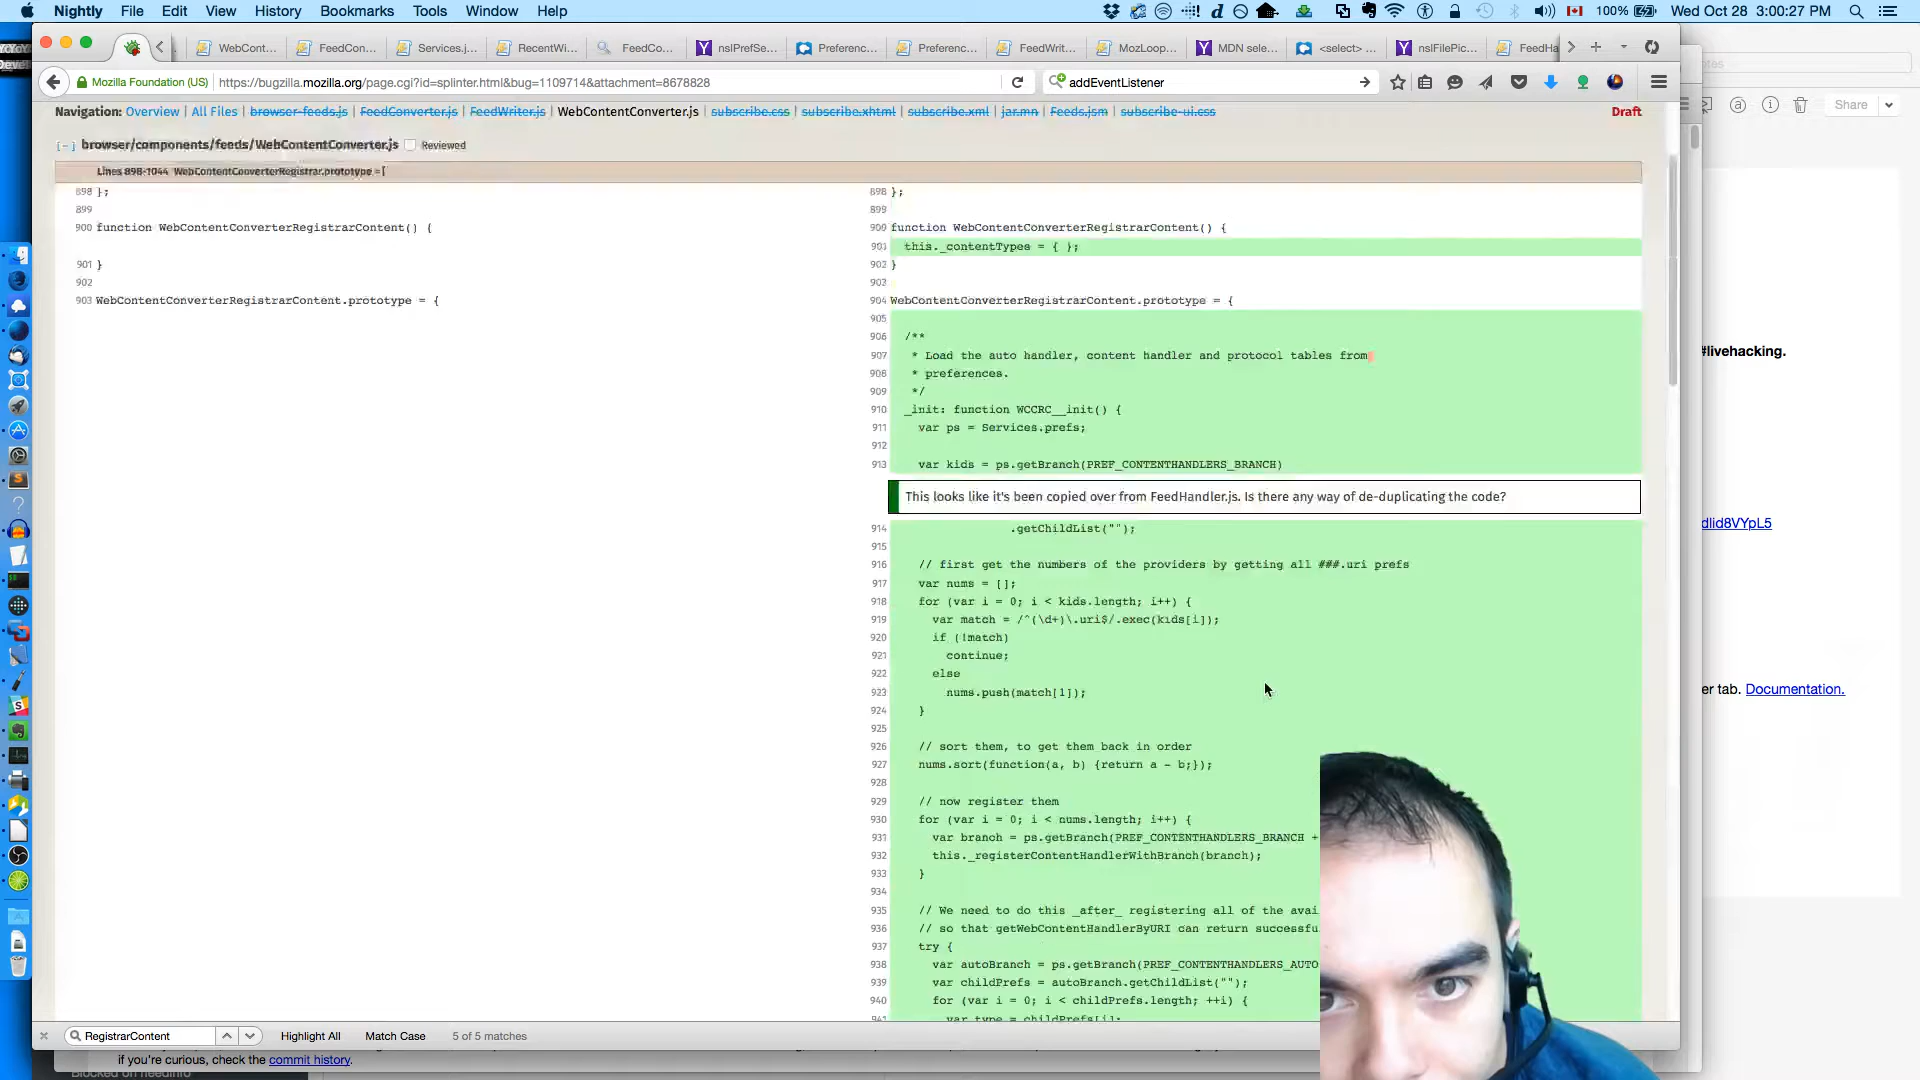 Nightly File Edit View History Bookmarks Tools Window Help
100% Wed Oct 28 3:00:27 PM
WebCont... FeedCon... Services.j... RecentWi... FeedCo... nsIPrefSe... Preferenc... Preferenc... FeedWrit... MozLoop... MDN sele... <select> ... nsIFilePic... FeedHa
Mozilla Foundation (US) https://bugzilla.mozilla.org/page.cgi?id=splinter.html&bug=1109714&attachment=8678828
addEventListener
Share
Navigation: Overview | All Files | browser-feeds.js | FeedConverter.js | FeedWriter.js | WebContentConverter.js | subscribe.css | subscribe.xhtml | subscribe.xml | jar.mn | Feeds.jsm | subscribe-ui.css
Draft
[-] browser/components/feeds/WebContentConverter.js Reviewed
Lines 898-1044 WebContentConverterRegistrar.prototype = {
898 };
899
900 function WebContentConverterRegistrarContent() {
901 }
902
903 WebContentConverterRegistrarContent.prototype = {
898 };
899
900 function WebContentConverterRegistrarContent() {
901 this._contentTypes = { };
902 }
903
904 WebContentConverterRegistrarContent.prototype = {
905
906 /**
907 * Load the auto handler, content handler and protocol tables from
908 * preferences.
909 */
910 _init: function WCCRC__init() {
911 var ps = Services.prefs;
912
913 var kids = ps.getBranch(PREF_CONTENTHANDLERS_BRANCH)
This looks like it's been copied over from FeedHandler.js. Is there any way of de-duplicating the code?
914 .getChildList("");
915
916 // first get the numbers of the providers by getting all ###.uri prefs
917 var nums = [];
918 for (var i = 0; i < kids.length; i++) {
919 var match = /^(\d+)\.uri$/.exec(kids[i]);
920 if (!match)
921 continue;
922 else
923 nums.push(match[1]);
924 }
925
926 // sort them, to get them back in order
927 nums.sort(function(a, b) {return a - b;});
928
929 // now register them
930 for (var i = 0; i < nums.length; i++) {
931 var branch = ps.getBranch(PREF_CONTENTHANDLERS_BRANCH +
932 this._registerContentHandlerWithBranch(branch);
933 }
934
935 // We need to do this _after_ registering all of the avai
936 // so that getWebContentHandlerByURI can return successfu
937 try {
938 var autoBranch = ps.getBranch(PREF_CONTENTHANDLERS_AUTO
939 var childPrefs = autoBranch.getChildList("");
940 for (var i = 0; i < childPrefs.length; ++i) {
var type = childPrefs[i];
#livehacking.
dlid8VYpL5
er tab. Documentation.
RegistrarContent Highlight All Match Case 5 of 5 matches
if you're curious, check the commit history.
Blocked on needinfo